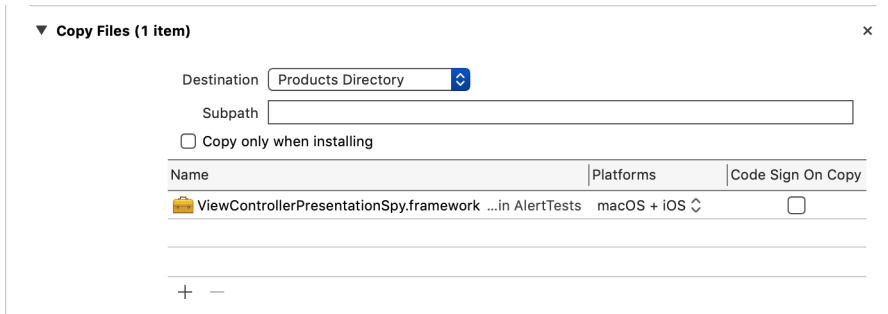 Copy Files (1 item)
Destination Products Directory
Subpath
Copy only when installing
Name Platforms Code Sign On Copy
ViewControllerPresentationSpy.framework ...in AlertTests macOS + iOS